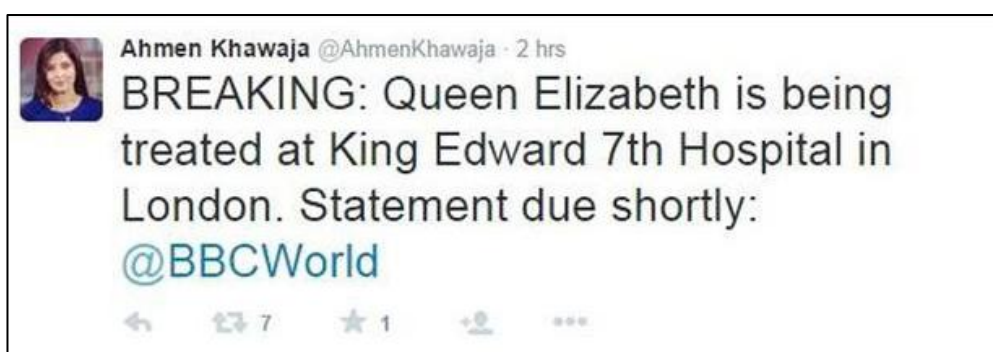 Ahmen Khawaja @AhmenKhawaja · 2 hrs
BREAKING: Queen Elizabeth is being
treated at King Edward 7th Hospital in
London. Statement due shortly:
@BBCWorld
7 1